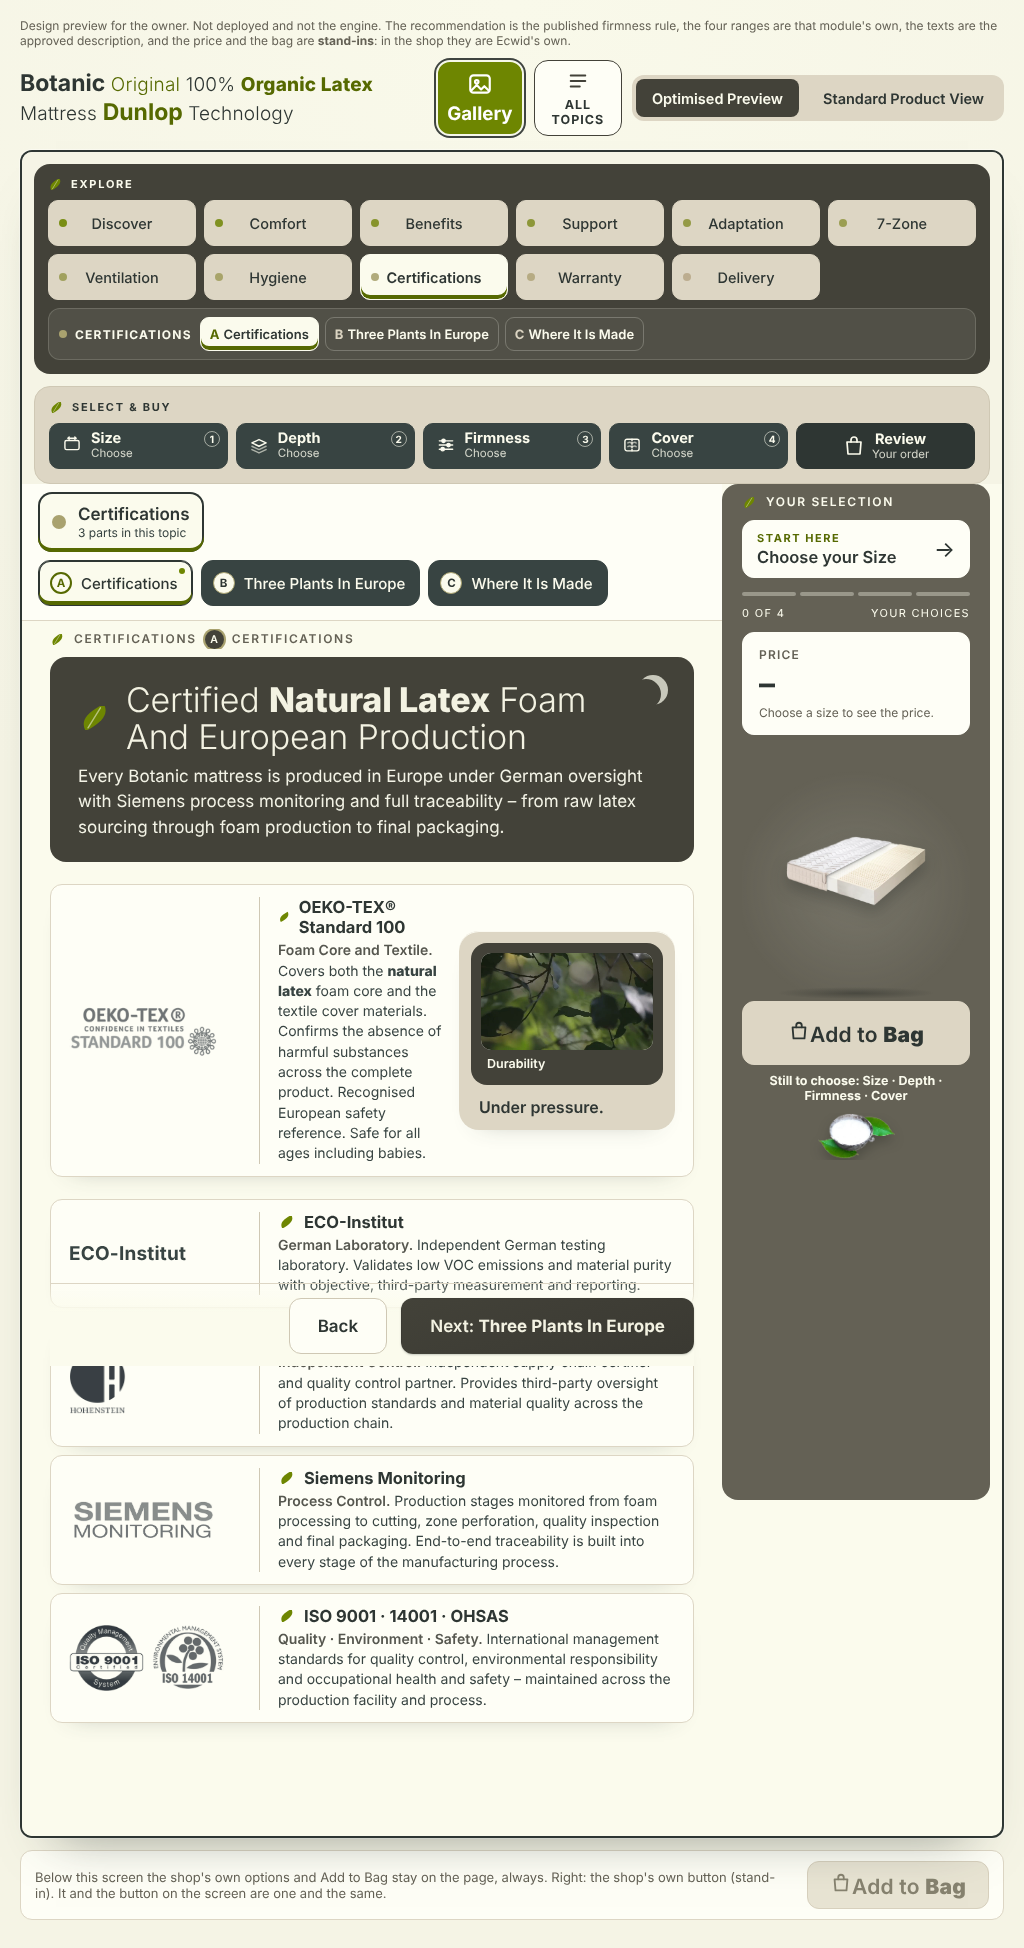 Design preview for the owner. Not deployed and not the engine. The recommendation is the published firmness rule, the four ranges are that module's own, the texts are the
approved description, and the price and the bag are stand-ins: in the shop they are Ecwid's own.
Botanic Original 100% Organic Latex
Mattress Dunlop Technology
Gallery
ALL
TOPICS
Optimised Preview
Standard Product View
EXPLORE
Discover
Comfort
Benefits
Support
Adaptation
7-Zone
Ventilation
Hygiene
Certifications
Warranty
Delivery
CERTIFICATIONS
A Certifications
B Three Plants In Europe
C Where It Is Made
SELECT & BUY
Size
Choose
1
Depth
Choose
2
Firmness
Choose
3
Cover
Choose
4
Review
Your order
Certifications
3 parts in this topic
A Certifications
B Three Plants In Europe
C Where It Is Made
CERTIFICATIONS A CERTIFICATIONS
Certified Natural Latex Foam
And European Production
Every Botanic mattress is produced in Europe under German oversight
with Siemens process monitoring and full traceability – from raw latex
sourcing through foam production to final packaging.
OEKO-TEX®
CONFIDENCE IN TEXTILES
STANDARD 100
OEKO-TEX®
Standard 100
Foam Core and Textile.
Covers both the natural
latex foam core and the
textile cover materials.
Confirms the absence of
harmful substances
across the complete
product. Recognised
European safety
reference. Safe for all
ages including babies.
Durability
Under pressure.
ECO-Institut
ECO-Institut
German Laboratory. Independent German testing
laboratory. Validates low VOC emissions and material purity
with objective, third-party measurement and reporting.
Back
Next: Three Plants In Europe
HOHENSTEIN
and quality control partner. Provides third-party oversight
of production standards and material quality across the
production chain.
SIEMENS
MONITORING
Siemens Monitoring
Process Control. Production stages monitored from foam
processing to cutting, zone perforation, quality inspection
and final packaging. End-to-end traceability is built into
every stage of the manufacturing process.
Quality Management
ISO 9001
Certified
System
ENVIRONMENTAL MANAGEMENT SYSTEM
ISO 14001
ISO 9001 · 14001 · OHSAS
Quality · Environment · Safety. International management
standards for quality control, environmental responsibility
and occupational health and safety – maintained across the
production facility and process.
YOUR SELECTION
START HERE
Choose your Size
0 OF 4
YOUR CHOICES
PRICE
–
Choose a size to see the price.
Add to Bag
Still to choose: Size · Depth ·
Firmness · Cover
Below this screen the shop's own options and Add to Bag stay on the page, always. Right: the shop's own button (stand-
in). It and the button on the screen are one and the same.
Add to Bag